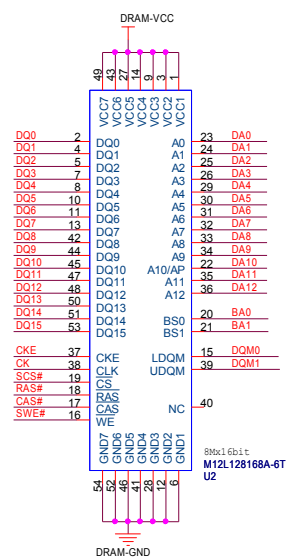 DRAM-VCC
49 43 27 14 9 3 1
VCC7 VCC6 VCC5 VCC4 VCC3 VCC2 VCC1
DQ0 2 DQ0 A0 23 DA0
DQ1 4 DQ1 A1 24 DA1
DQ2 5 DQ2 A2 25 DA2
DQ3 7 DQ3 A3 26 DA3
DQ4 8 DQ4 A4 29 DA4
DQ5 10 DQ5 A5 30 DA5
DQ6 11 DQ6 A6 31 DA6
DQ7 13 DQ7 A7 32 DA7
DQ8 42 DQ8 A8 33 DA8
DQ9 44 DQ9 A9 34 DA9
DQ10 45 DQ10 A10/AP 22 DA10
DQ11 47 DQ11 A11 35 DA11
DQ12 48 DQ12 A12 36 DA12
DQ13 50 DQ13
DQ14 51 DQ14 BS0 20 BA0
DQ15 53 DQ15 BS1 21 BA1
CKE 37 CKE LDQM 15 DQM0
CK 38 CLK UDQM 39 DQM1
SCS# 19 CS
RAS# 18 RAS
CAS# 17 CAS NC 40
SWE# 16 WE
GND7 GND6 GND5 GND4 GND3 GND2 GND1
54 52 46 41 28 12 6
8Mx16bit
M12L128168A-6T
U2
DRAM-GND